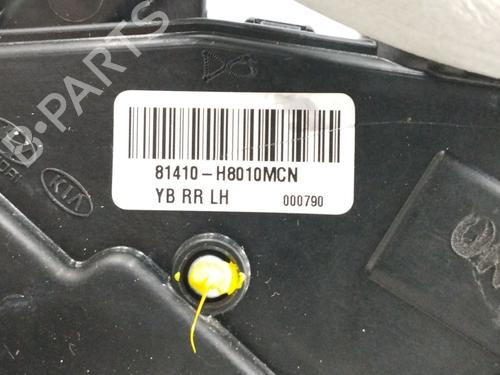 B-PARTS
KIA
81410-H8010MCN
YB RR LH 000790